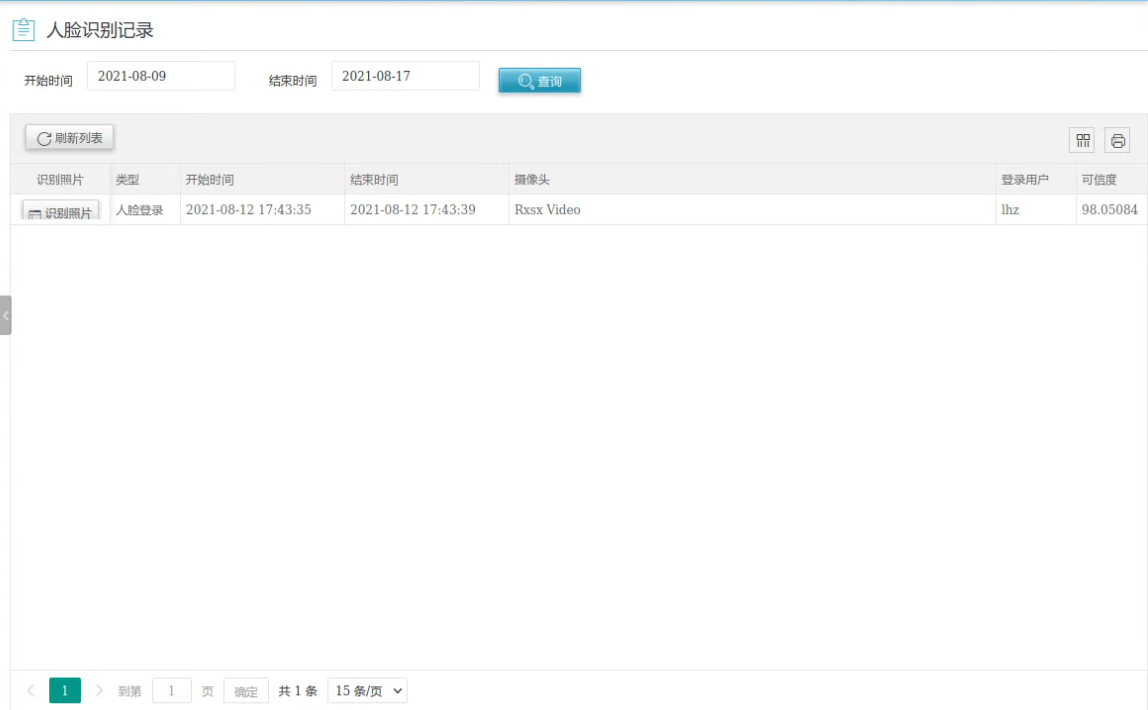 人脸识别记录
开始时间 2021-08-09 结束时间 2021-08-17 查询
刷新列表
识别照片 类型 开始时间 结束时间 摄像头 登录用户 可信度
识别照片 人脸登录 2021-08-12 17:43:35 2021-08-12 17:43:39 Rxsx Video lhz 98.05084
1 到第 1 页 确定 共 1 条 15 条/页